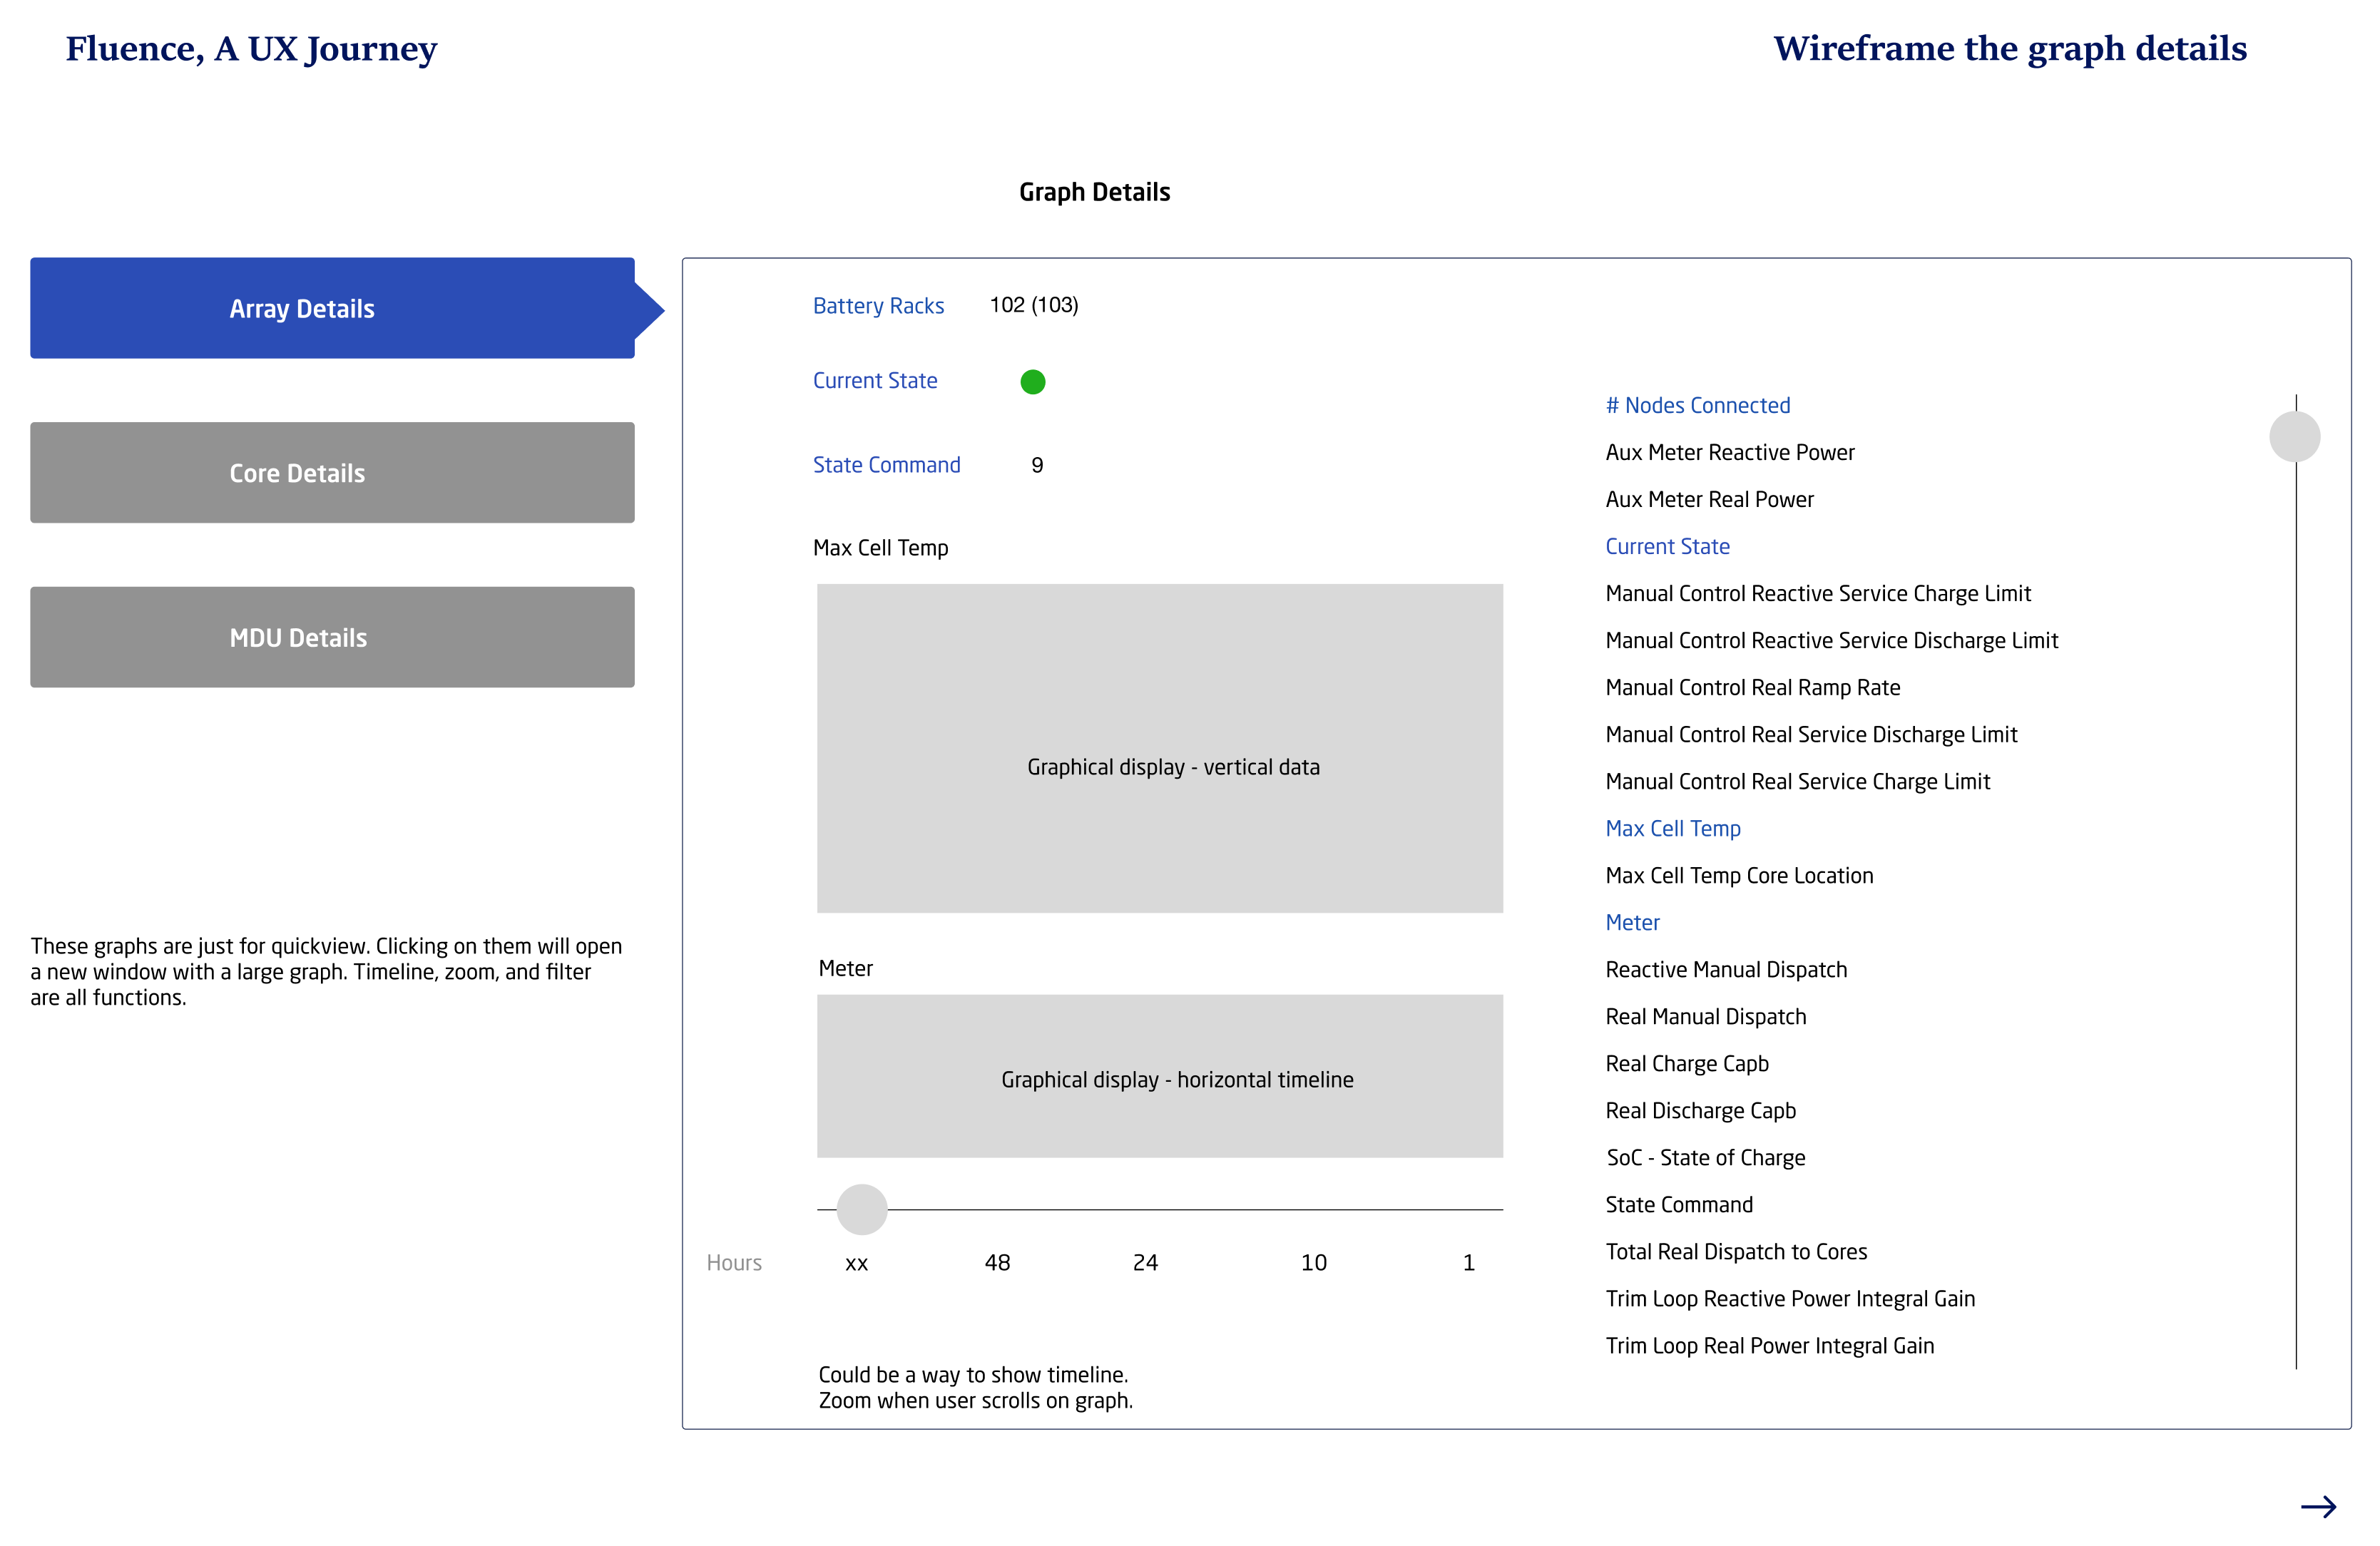 Fluence, A UX Journey
Wireframe the graph details
Graph Details
Array Details
Core Details
MDU Details
These graphs are just for quickview. Clicking on them will open
a new window with a large graph. Timeline, zoom, and filter
are all functions.
Battery Racks 102 (103)
Current State
State Command 9
Max Cell Temp
Graphical display - vertical data
Meter
Graphical display - horizontal timeline
Hours xx 48 24 10 1
Could be a way to show timeline.
Zoom when user scrolls on graph.
# Nodes Connected
Aux Meter Reactive Power
Aux Meter Real Power
Current State
Manual Control Reactive Service Charge Limit
Manual Control Reactive Service Discharge Limit
Manual Control Real Ramp Rate
Manual Control Real Service Discharge Limit
Manual Control Real Service Charge Limit
Max Cell Temp
Max Cell Temp Core Location
Meter
Reactive Manual Dispatch
Real Manual Dispatch
Real Charge Capb
Real Discharge Capb
SoC - State of Charge
State Command
Total Real Dispatch to Cores
Trim Loop Reactive Power Integral Gain
Trim Loop Real Power Integral Gain